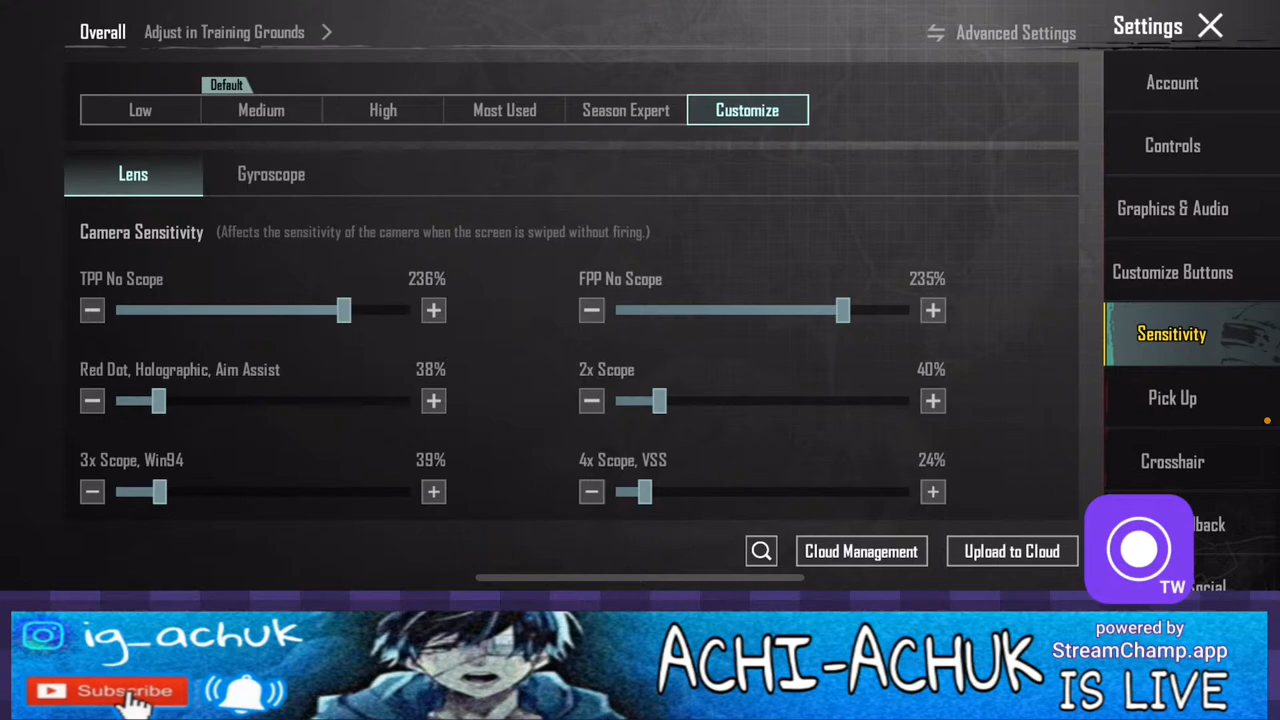 Overall
Adjust in Training Grounds
Advanced Settings
Settings
Default
Low
Medium
High
Most Used
Season Expert
Customize
Lens
Gyroscope
Camera Sensitivity (Affects the sensitivity of the camera when the screen is swiped without firing.)
TPP No Scope 236%
FPP No Scope 235%
Red Dot, Holographic, Aim Assist 38%
2x Scope 40%
3x Scope, Win94 39%
4x Scope, VSS 24%
Cloud Management
Upload to Cloud
Account
Controls
Graphics & Audio
Customize Buttons
Sensitivity
Pick Up
Crosshair
TW
ig_achuk
Subscribe
ACHI-ACHUK
IS LIVE
powered by
StreamChamp.app